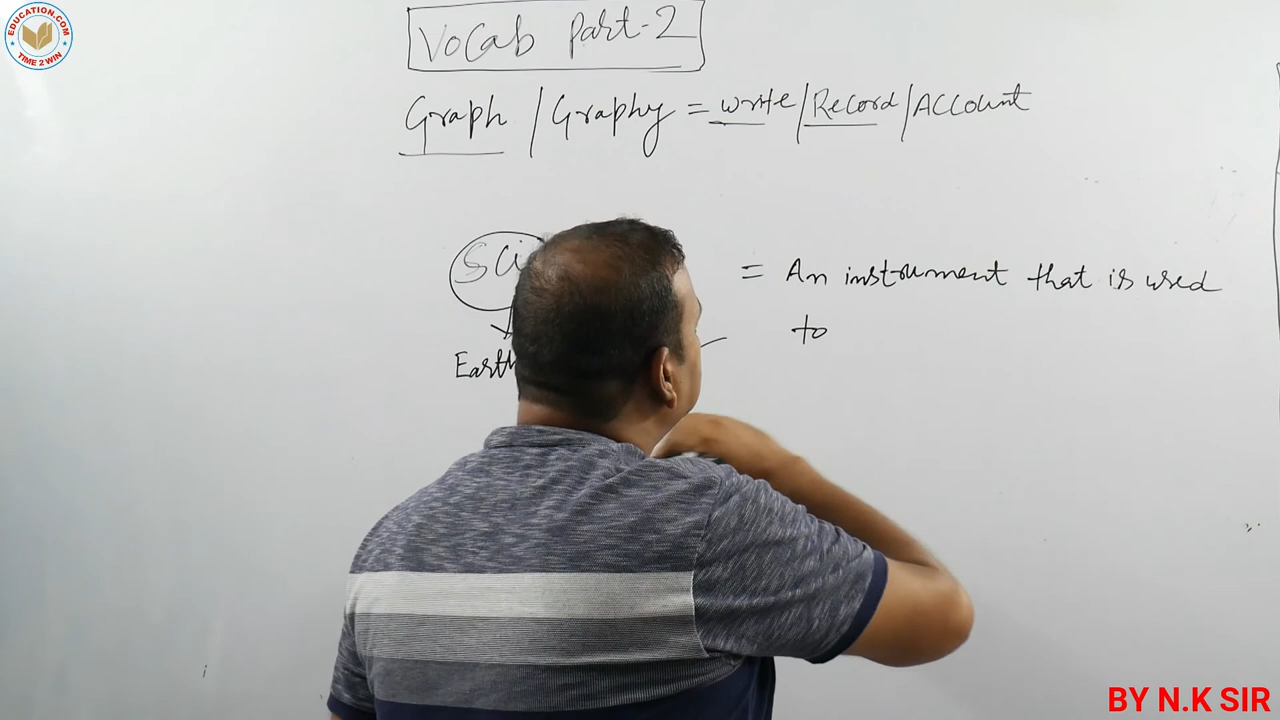 EDUCATION.COM
TIME 2 WIN
Vocab Part-2
Graph / Graphy = write / Record / Account
= An instrument that is used
to
Earth
BY N.K SIR